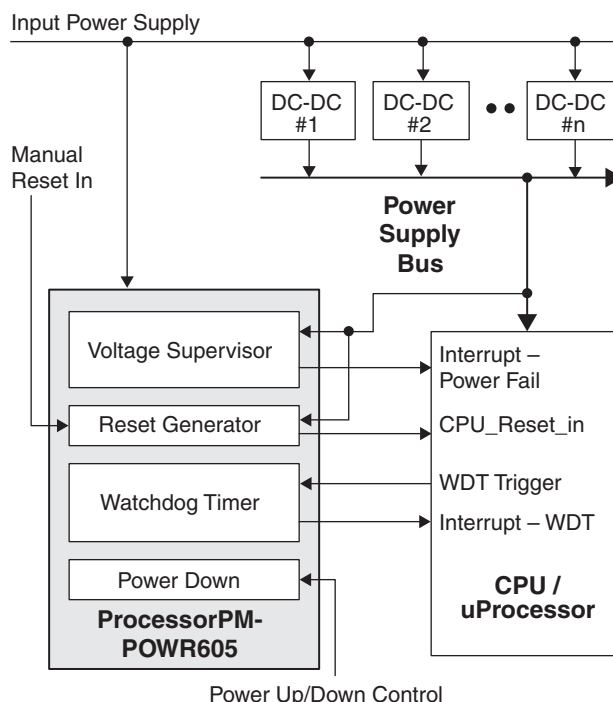 Input Power Supply
DC-DC
#1
DC-DC
#2
DC-DC
#n
Manual
Reset In
Power
Supply
Bus
Voltage Supervisor
Interrupt –
Power Fail
Reset Generator
CPU_Reset_in
Watchdog Timer
WDT Trigger
Interrupt – WDT
Power Down
CPU /
uProcessor
ProcessorPM-
POWR605
Power Up/Down Control